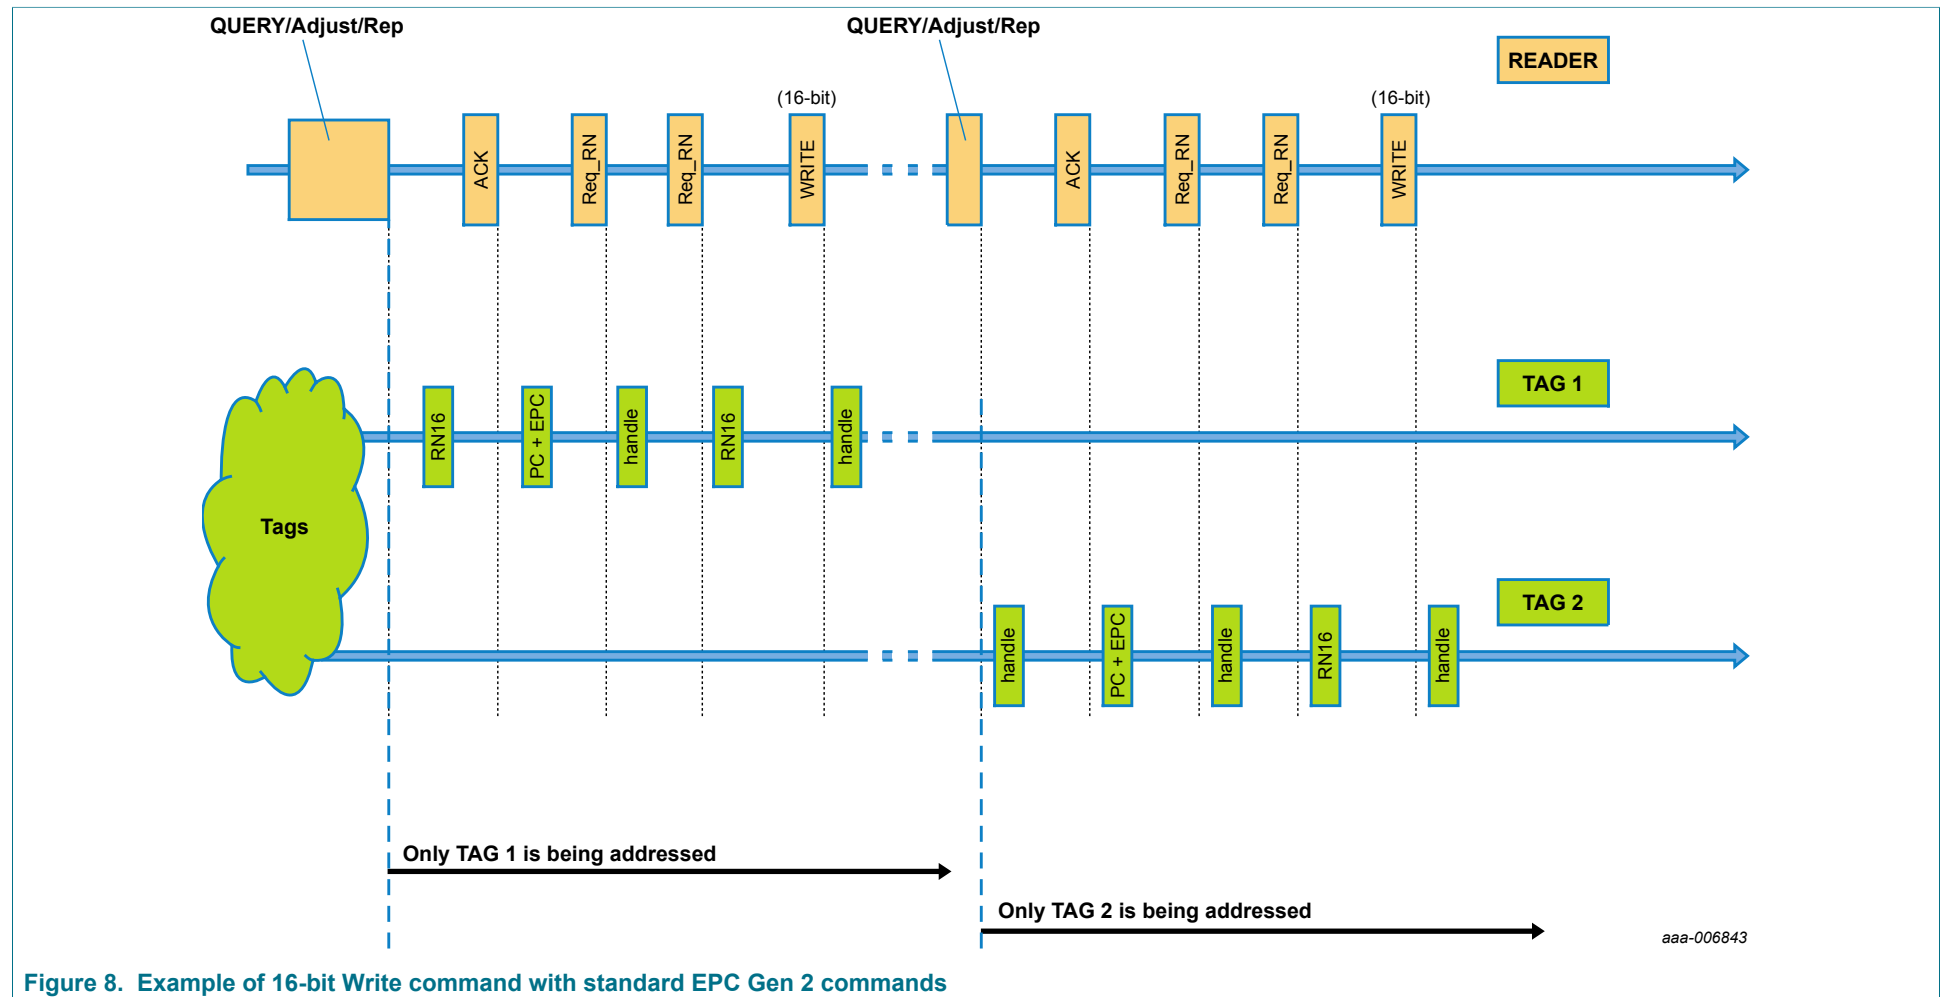 QUERY/Adjust/Rep
QUERY/Adjust/Rep
READER
(16-bit)
(16-bit)
ACK
Req_RN
Req_RN
WRITE
ACK
Req_RN
Req_RN
WRITE
TAG 1
RN16
PC + EPC
handle
RN16
handle
Tags
TAG 2
handle
PC + EPC
handle
RN16
handle
Only TAG 1 is being addressed
Only TAG 2 is being addressed
aaa-006843
Figure 8. Example of 16-bit Write command with standard EPC Gen 2 commands